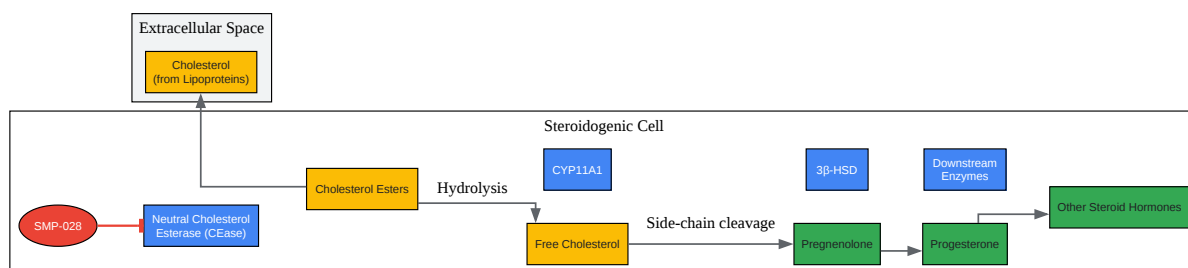 Extracellular Space
Cholesterol
(from Lipoproteins)
Steroidogenic Cell
CYP11A1
3β-HSD
Downstream
Enzymes
Cholesterol Esters
Hydrolysis
Other Steroid Hormones
SMP-028
Neutral Cholesterol
Esterase (CEase)
Free Cholesterol
Side-chain cleavage
Pregnenolone
Progesterone